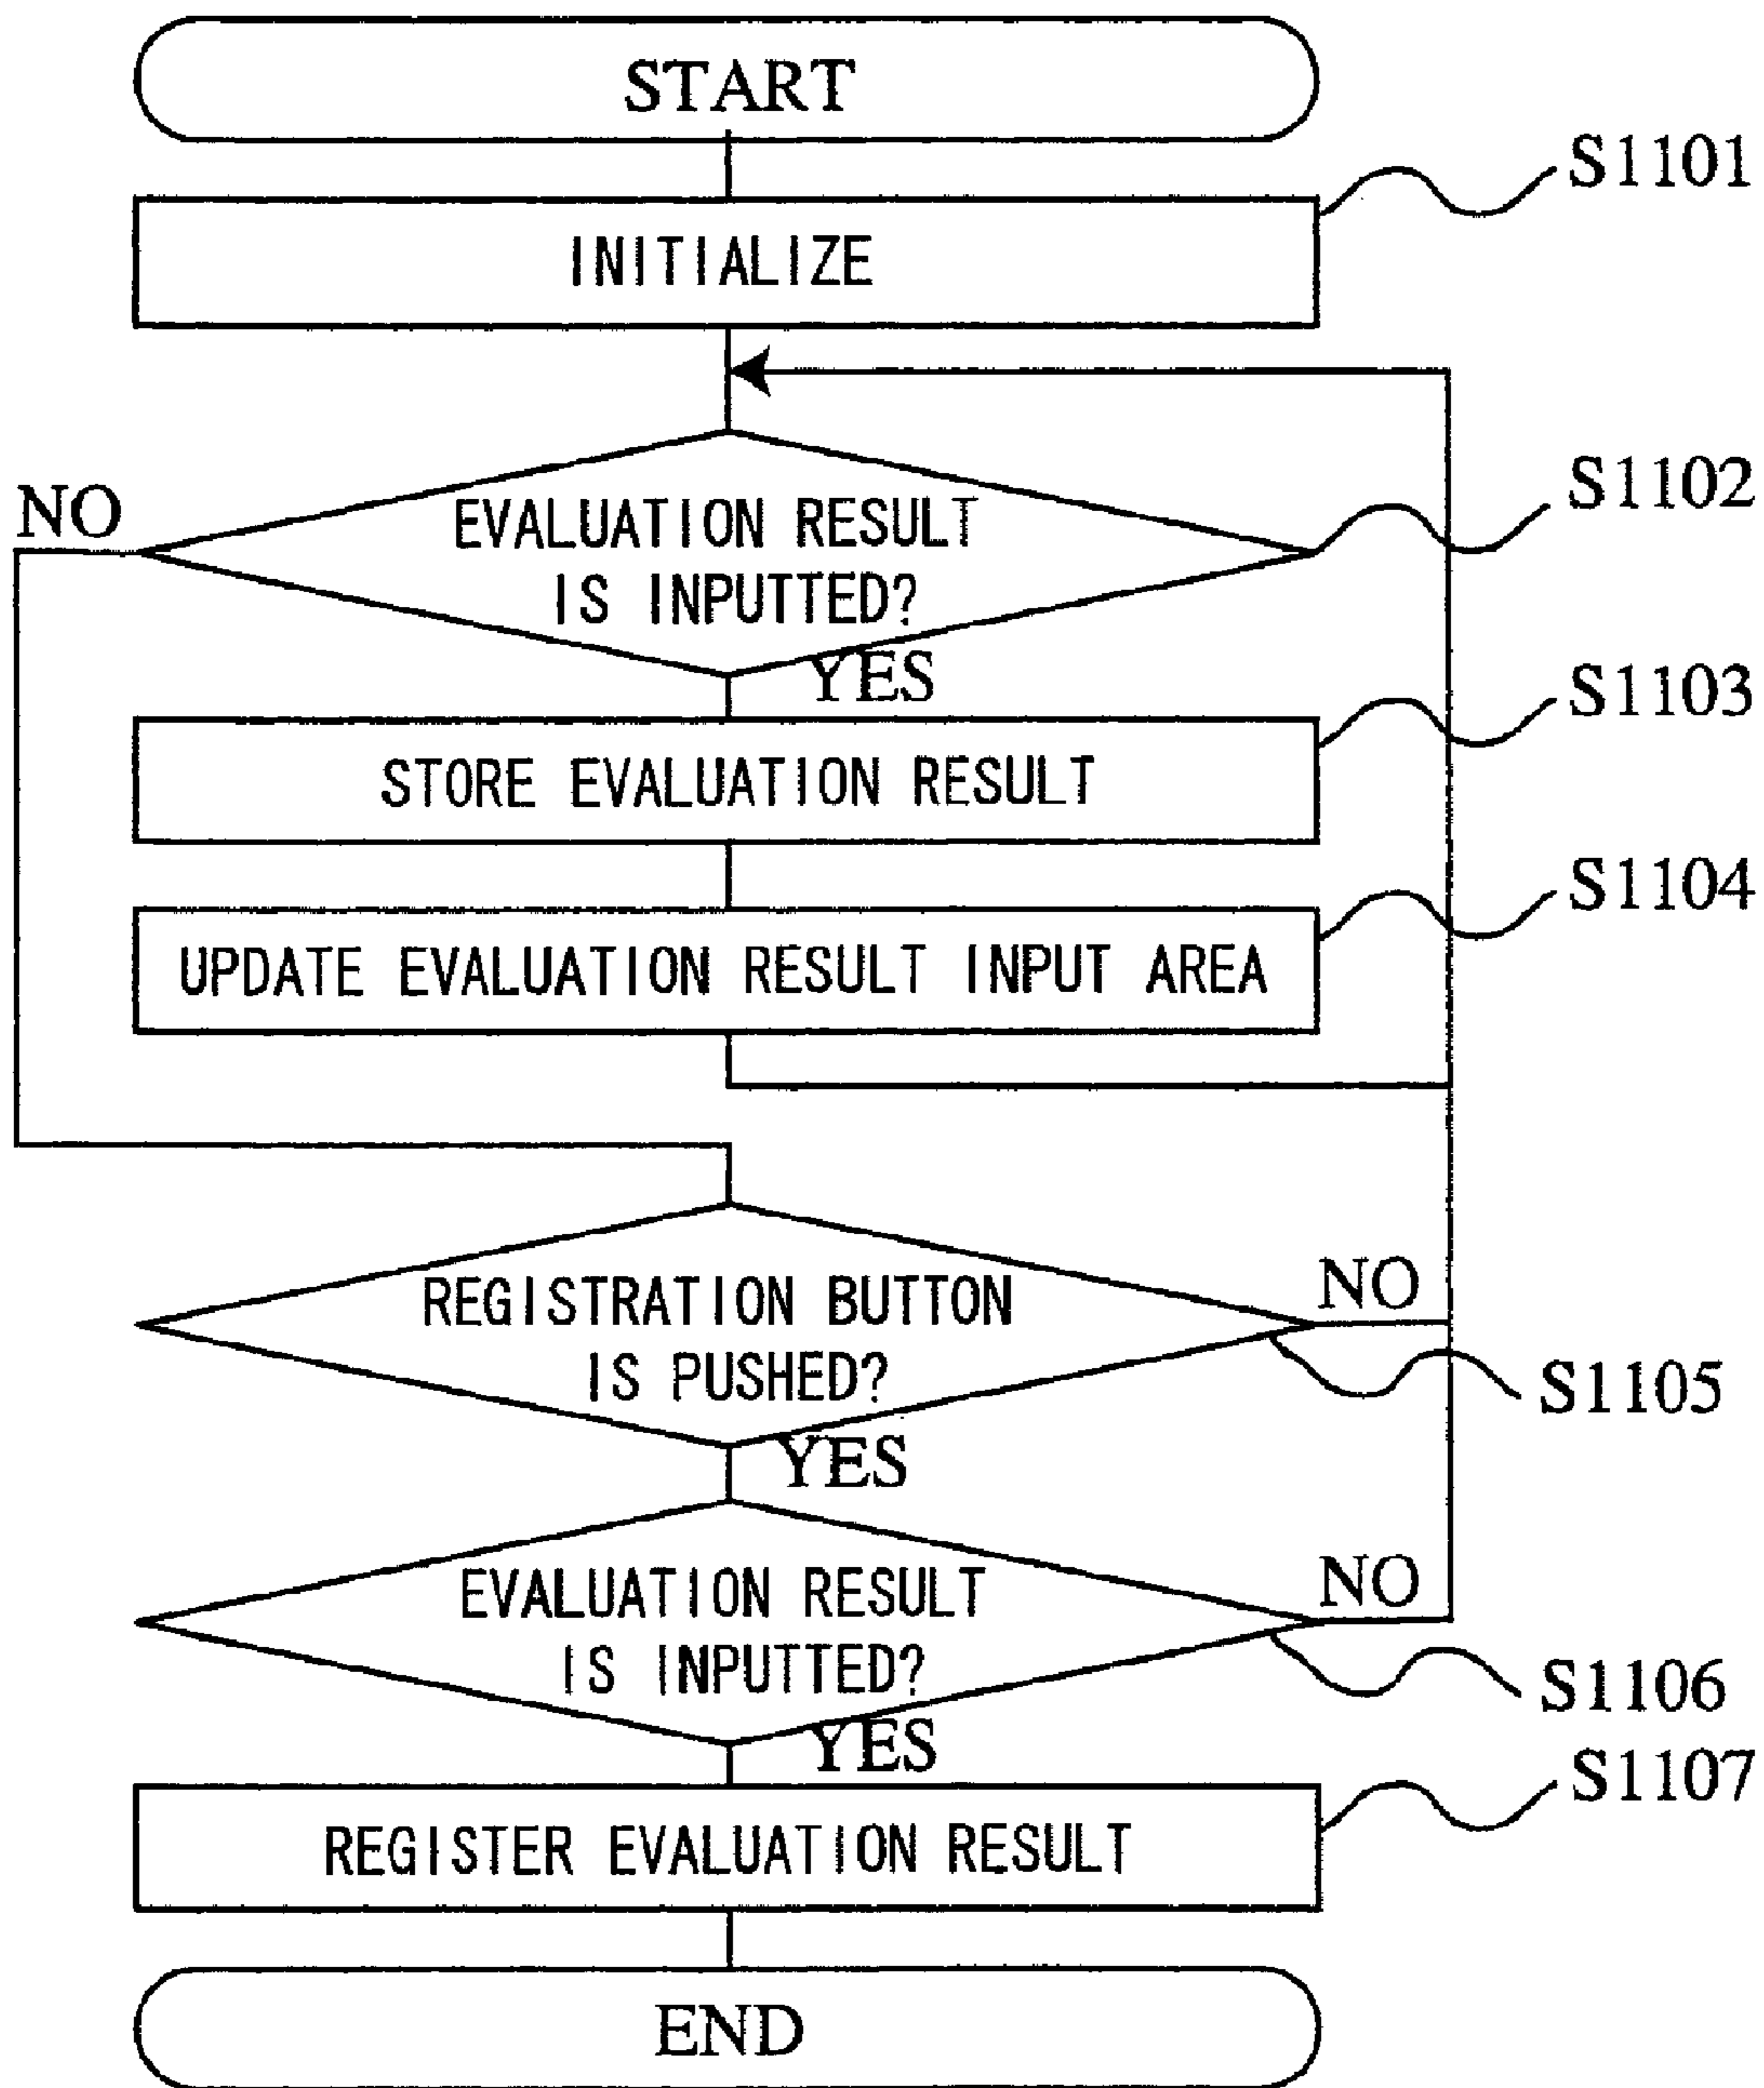 START
S1101
INITIALIZE
NO
S1102
EVALUATION RESULT
IS INPUTTED?
YES
S1103
STORE EVALUATION RESULT
S1104
UPDATE EVALUATION RESULT INPUT AREA
REGISTRATION BUTTON
IS PUSHED?
NO
S1105
YES
EVALUATION RESULT
IS INPUTTED?
NO
S1106
YES
S1107
REGISTER EVALUATION RESULT
END